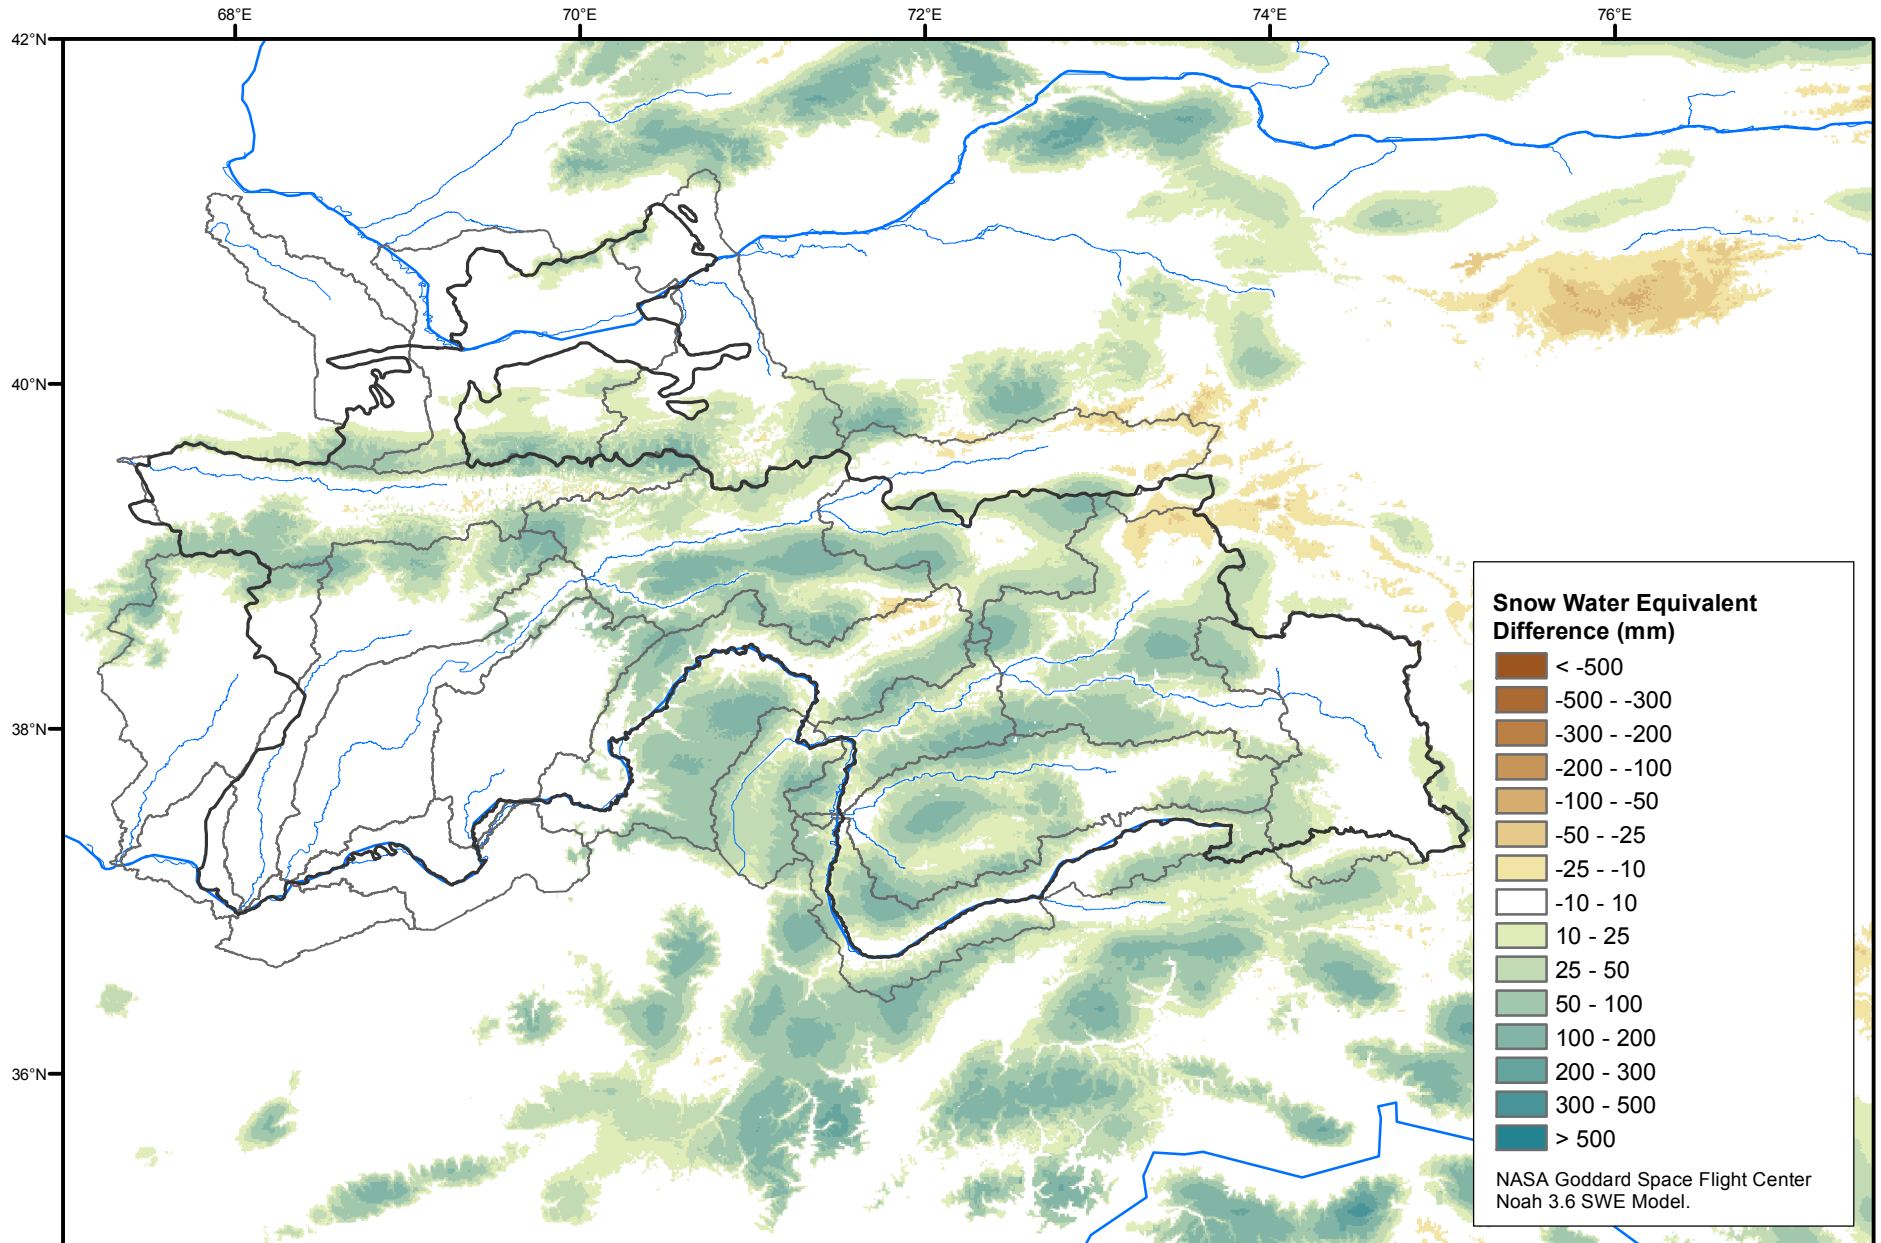 68°E
70°E
72°E
74°E
76°E
42°N
40°N
38°N
36°N
Snow Water Equivalent
Difference (mm)
< -500
-500 - -300
-300 - -200
-200 - -100
-100 - -50
-50 - -25
-25 - -10
-10 - 10
10 - 25
25 - 50
50 - 100
100 - 200
200 - 300
300 - 500
> 500
NASA Goddard Space Flight Center
Noah 3.6 SWE Model.